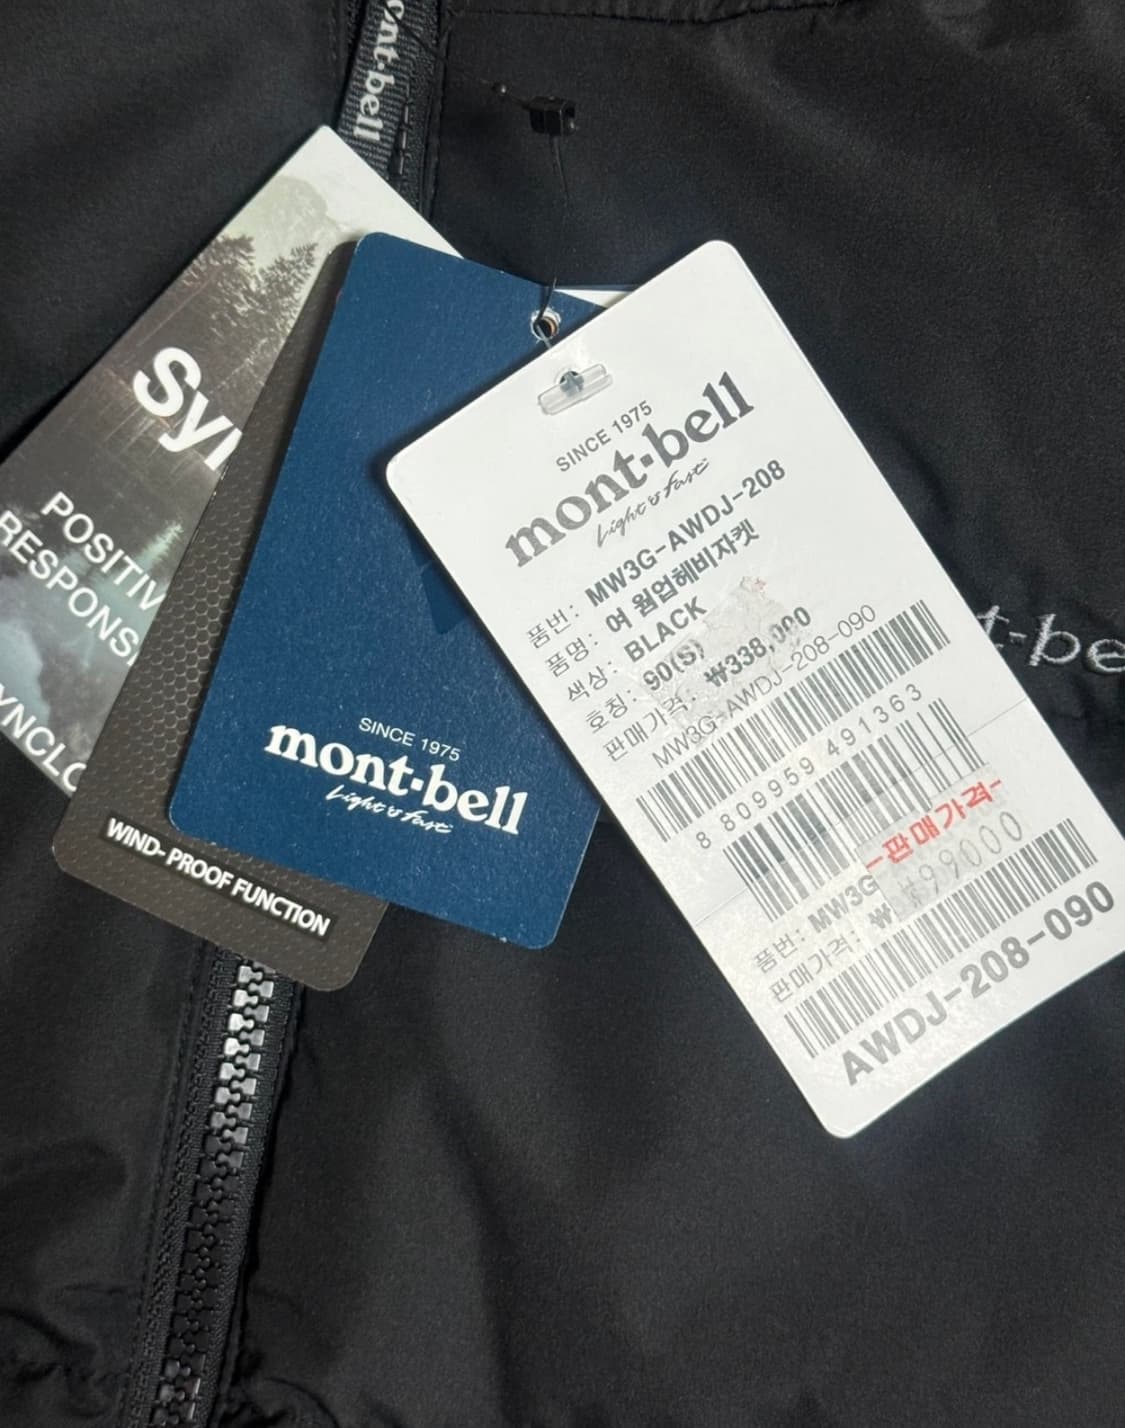 mont·bell
Syn
POSITIV
RESPONS
YNCLO
WIND-PROOF FUNCTION
SINCE 1975
mont·bell
Light & Fast
SINCE 1975
mont·bell
Light & Fast
품번: MW3G-AWDJ-208
품명: 여 웜업헤비자켓
색상: BLACK
호칭: 90(S)
판매가격: ₩338,000
MW3G-AWDJ-208-090
8 809959 491363
-판매가격-
₩99000
품번: MW3G
판매가격: ₩
AWDJ-208-090
t·be